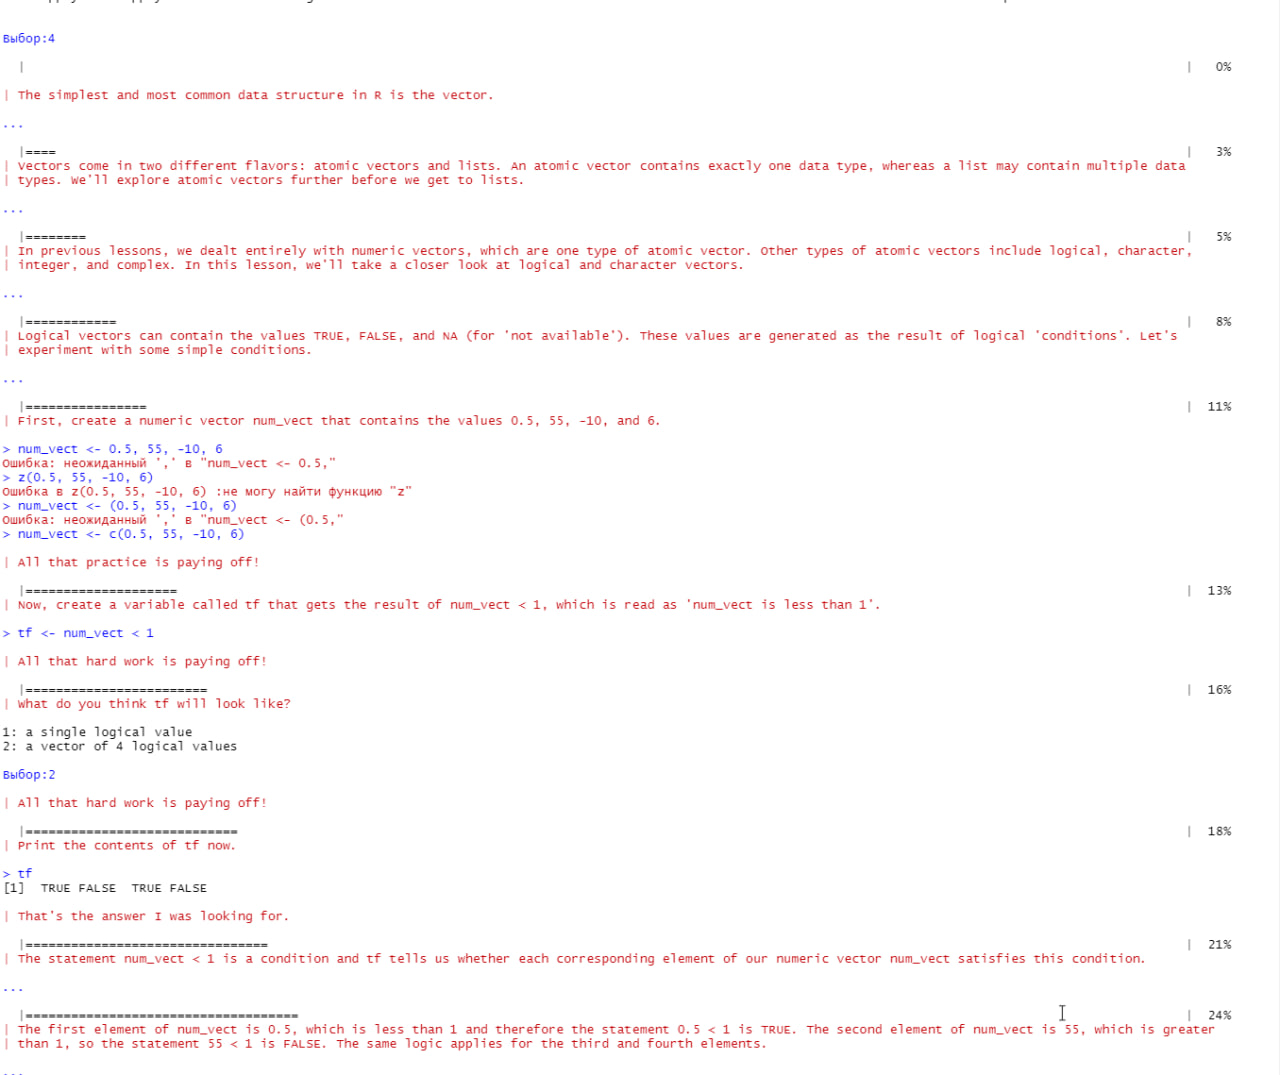 Выбор:4
| | 0%
| The simplest and most common data structure in R is the vector.
...
|==== | 3%
| Vectors come in two different flavors: atomic vectors and lists. An atomic vector contains exactly one data type, whereas a list may contain multiple data
| types. We'll explore atomic vectors further before we get to lists.
...
|======== | 5%
| In previous lessons, we dealt entirely with numeric vectors, which are one type of atomic vector. Other types of atomic vectors include logical, character,
| integer, and complex. In this lesson, we'll take a closer look at logical and character vectors.
...
|============ | 8%
| Logical vectors can contain the values TRUE, FALSE, and NA (for 'not available'). These values are generated as the result of logical 'conditions'. Let's
| experiment with some simple conditions.
...
|================ | 11%
| First, create a numeric vector num_vect that contains the values 0.5, 55, -10, and 6.
> num_vect <- 0.5, 55, -10, 6
Ошибка: неожиданный ',' в "num_vect <- 0.5,"
> z(0.5, 55, -10, 6)
Ошибка в z(0.5, 55, -10, 6) :не могу найти функцию "z"
> num_vect <- (0.5, 55, -10, 6)
Ошибка: неожиданный ',' в "num_vect <- (0.5,"
> num_vect <- c(0.5, 55, -10, 6)
| All that practice is paying off!
|==================== | 13%
| Now, create a variable called tf that gets the result of num_vect < 1, which is read as 'num_vect is less than 1'.
> tf <- num_vect < 1
| All that hard work is paying off!
|======================== | 16%
| What do you think tf will look like?
1: a single logical value
2: a vector of 4 logical values
Выбор:2
| All that hard work is paying off!
|============================ | 18%
| Print the contents of tf now.
> tf
[1]  TRUE FALSE  TRUE FALSE
| That's the answer I was looking for.
|================================ | 21%
| The statement num_vect < 1 is a condition and tf tells us whether each corresponding element of our numeric vector num_vect satisfies this condition.
...
|==================================== | 24%
| The first element of num_vect is 0.5, which is less than 1 and therefore the statement 0.5 < 1 is TRUE. The second element of num_vect is 55, which is greater
| than 1, so the statement 55 < 1 is FALSE. The same logic applies for the third and fourth elements.
...